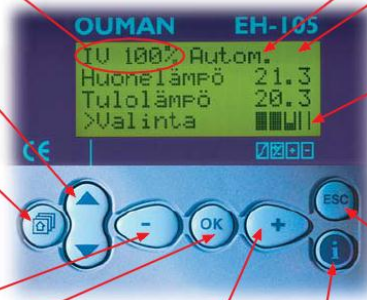 OUMAN EH-105
IV 100% Autom.
Huonelämpö 21.3
Tulolämpö 20.3
>Valinta
CE
- OK +
ESC
i